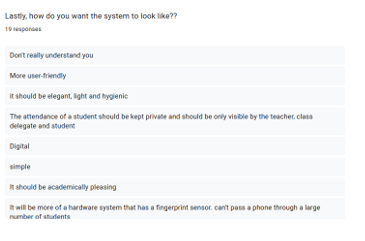 Lastly, how do you want the system to look like??
19 responses
Don't really understand you
More user-friendly
it should be elegant, light and hygienic
The attendance of a student should be kept private and should be only visible by the teacher, class
delegate and student
Digital
simple
It should be academically pleasing
It will be more of a hardware system that has a fingerprint sensor. can't pass a phone through a large
number of students